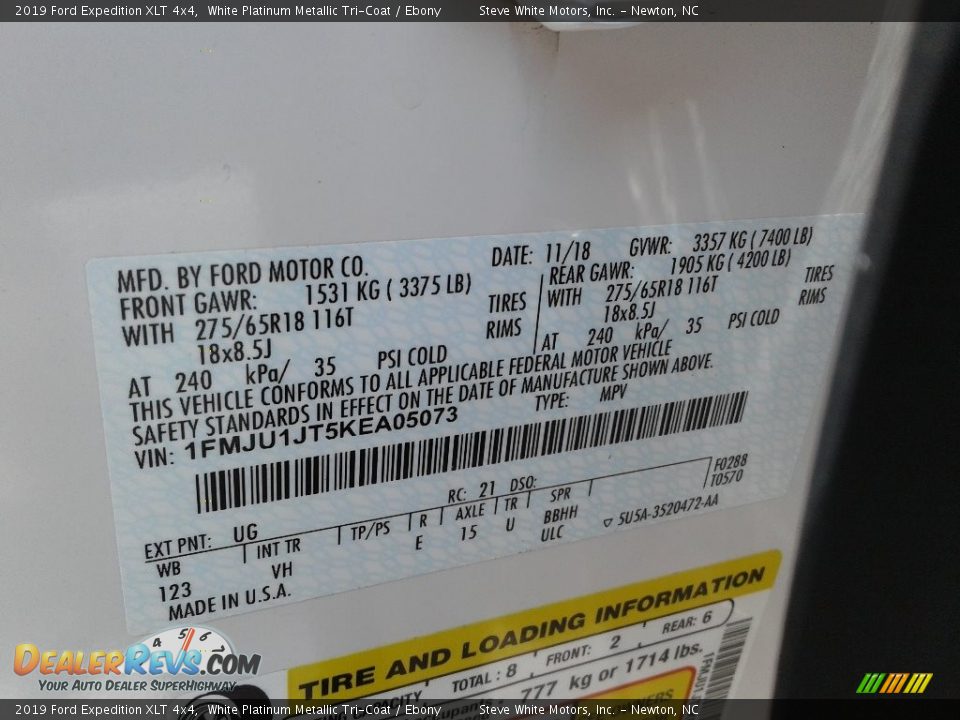 2019 Ford Expedition XLT 4x4, White Platinum Metallic Tri-Coat / Ebony Steve White Motors, Inc. - Newton, NC
MFD. BY FORD MOTOR CO. DATE: 11/18 GVWR: 3357 KG ( 7400 LB)
FRONT GAWR: 1531 KG ( 3375 LB) REAR GAWR: 1905 KG ( 4200 LB)
WITH 275/65R18 116T TIRES WITH 275/65R18 116T TIRES
18x8.5J RIMS 18x8.5J RIMS
AT 240 kPa/ 35 PSI COLD AT 240 kPa/ 35 PSI COLD
THIS VEHICLE CONFORMS TO ALL APPLICABLE FEDERAL MOTOR VEHICLE
SAFETY STANDARDS IN EFFECT ON THE DATE OF MANUFACTURE SHOWN ABOVE.
VIN: 1FMJU1JT5KEA05073 TYPE: MPV
F0288
T0570
EXT PNT: UG RC: 21 DSO:
WB INT TR TP/PS R AXLE TR SPR
123 VH E 15 U BBHH
ULC
MADE IN U.S.A. 5U5A-3520472-AA
TIRE AND LOADING INFORMATION
CAPACITY TOTAL : 8 FRONT: 2 REAR: 6
777 kg or 1714 lbs.
4 5 6
DEALERREVS.COM
YOUR AUTO DEALER SUPERHIGHWAY
2019 Ford Expedition XLT 4x4, White Platinum Metallic Tri-Coat / Ebony Steve White Motors, Inc. - Newton, NC